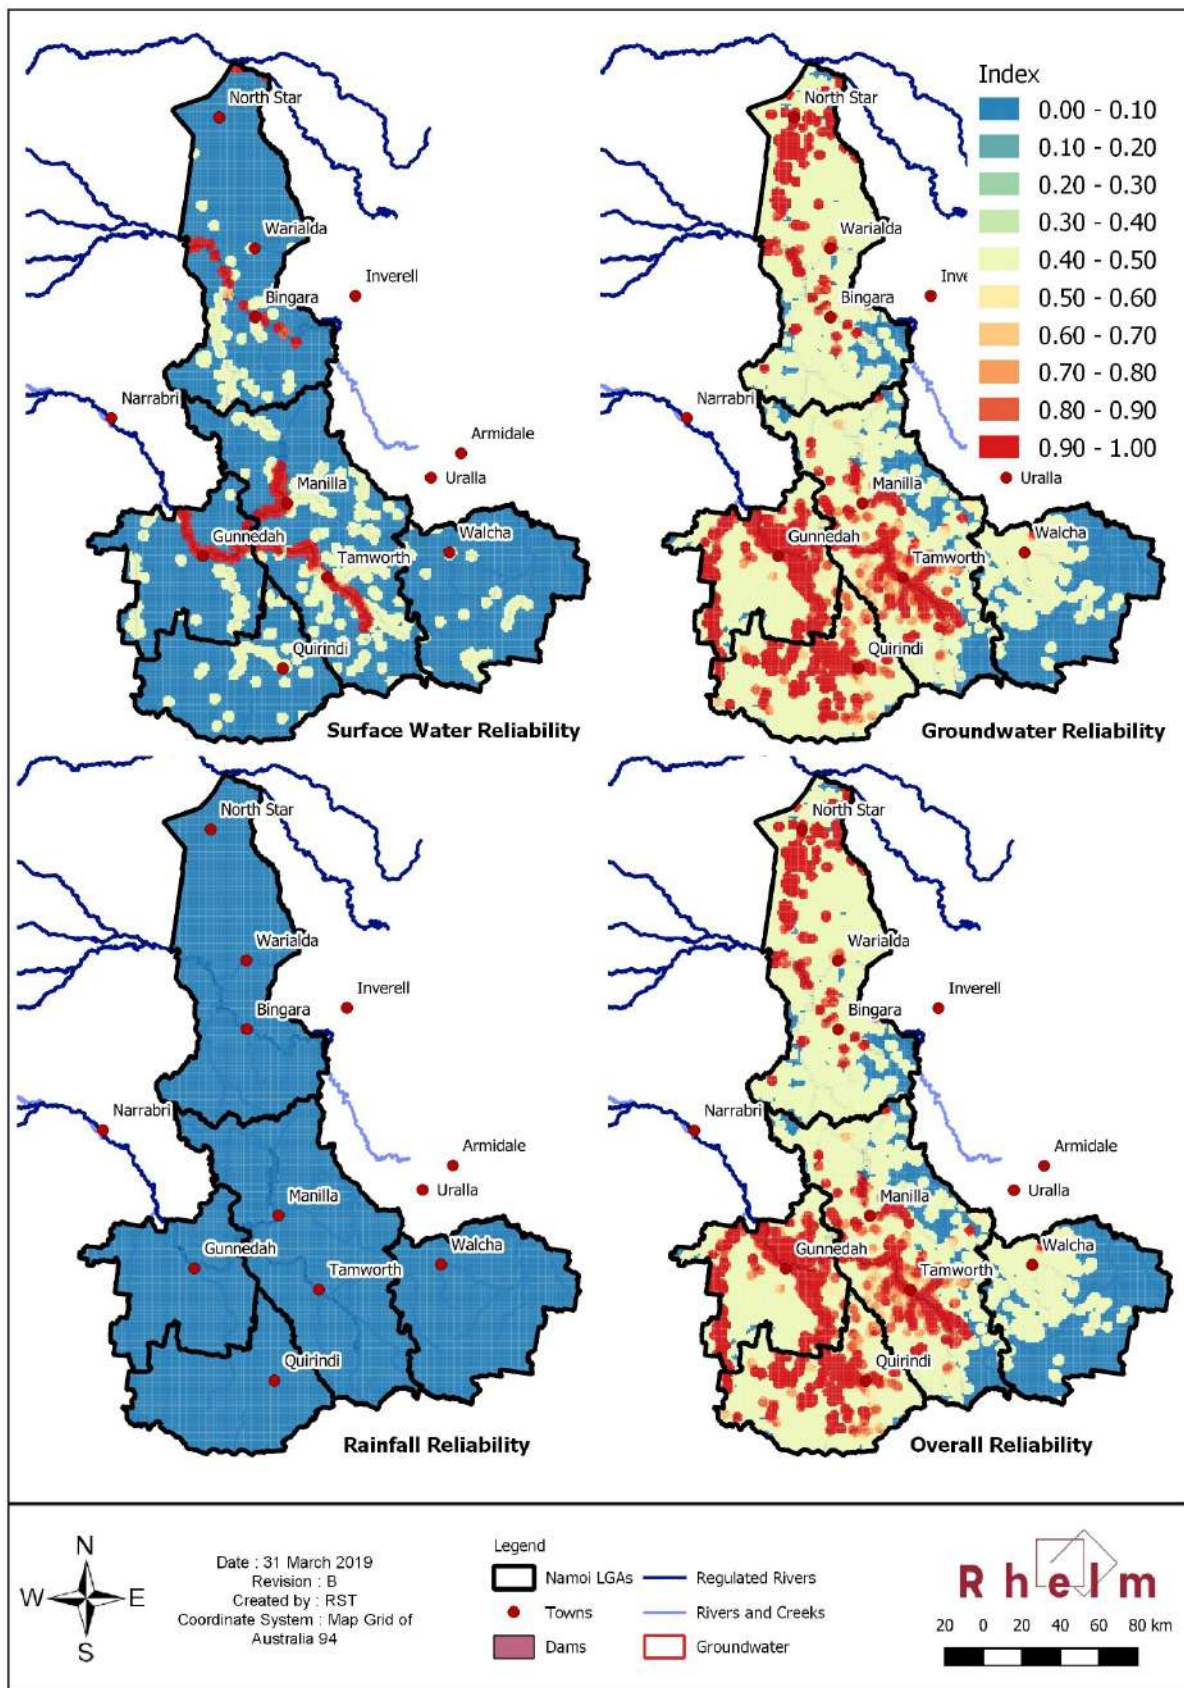 North Star
Warialda
Inverell
Bingara
Narrabri
Armidale
Uralla
Manilla
Gunnedah
Walcha
Tamworth
Quirindi
Surface Water Reliability
Index
0.00 - 0.10
0.10 - 0.20
0.20 - 0.30
0.30 - 0.40
0.40 - 0.50
0.50 - 0.60
0.60 - 0.70
0.70 - 0.80
0.80 - 0.90
0.90 - 1.00
North Star
Warialda
Inve
Bingara
Narrabri
Uralla
Manilla
Gunnedah
Walcha
Tamworth
Quirindi
Groundwater Reliability
North Star
Warialda
Inverell
Bingara
Narrabri
Armidale
Uralla
Manilla
Gunnedah
Walcha
Tamworth
Quirindi
Rainfall Reliability
North Star
Warialda
Inverell
Bingara
Narrabri
Armidale
Uralla
Manilla
Gunnedah
Walcha
Tamworth
Quirindi
Overall Reliability
N
W E
S
Date : 31 March 2019
Revision : B
Created by : RST
Coordinate System : Map Grid of
Australia 94
Legend
Namoi LGAs
Towns
Dams
Regulated Rivers
Rivers and Creeks
Groundwater
Rhelm
20 0 20 40 60 80 km